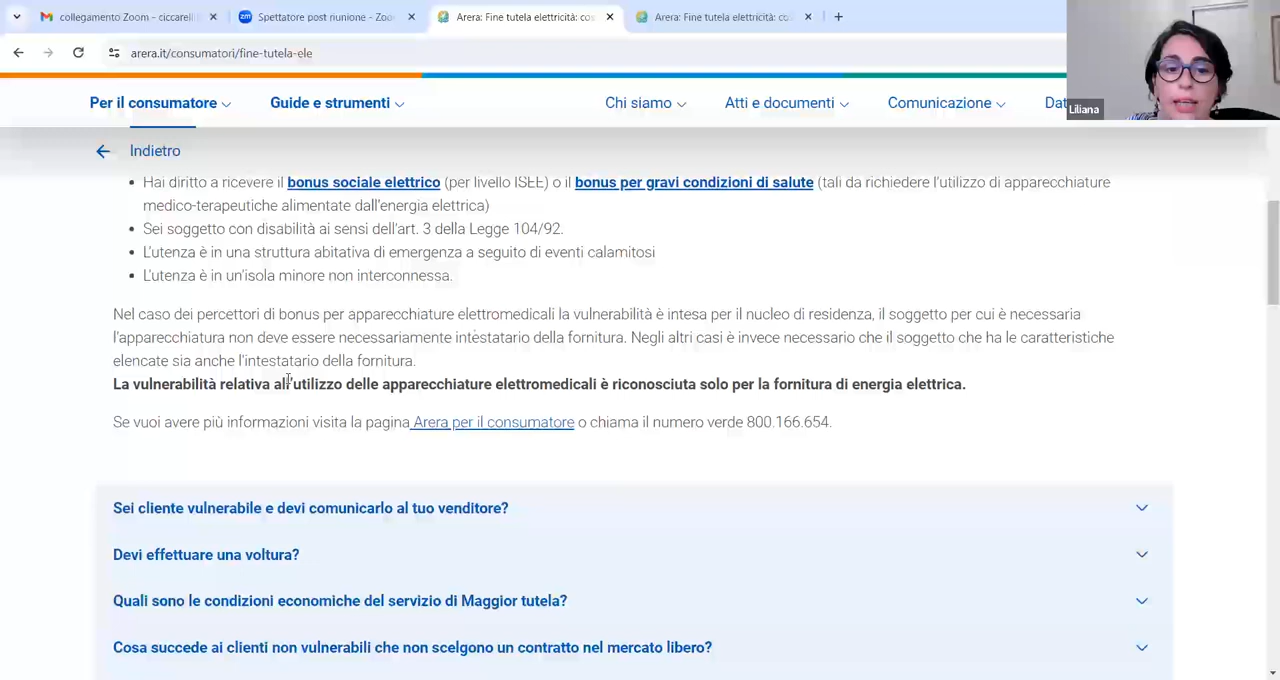 collegamento Zoom - ciccarell
Spettatore post riunione - Zoo
Arera: Fine tutela elettricità: co
Arera: Fine tutela elettricità: co
arera.it/consumatori/fine-tutela-ele
Liliana
Per il consumatore
Guide e strumenti
Chi siamo
Atti e documenti
Comunicazione
Dat
Indietro
Hai diritto a ricevere il bonus sociale elettrico (per livello ISEE) o il bonus per gravi condizioni di salute (tali da richiedere l'utilizzo di apparecchiature
medico-terapeutiche alimentate dall'energia elettrica)
Sei soggetto con disabilità ai sensi dell'art. 3 della Legge 104/92.
L'utenza è in una struttura abitativa di emergenza a seguito di eventi calamitosi
L'utenza è in un'isola minore non interconnessa.
Nel caso dei percettori di bonus per apparecchiature elettromedicali la vulnerabilità è intesa per il nucleo di residenza, il soggetto per cui è necessaria
l'apparecchiatura non deve essere necessariamente intestatario della fornitura. Negli altri casi è invece necessario che il soggetto che ha le caratteristiche
elencate sia anche l'intestatario della fornitura.
La vulnerabilità relativa all'utilizzo delle apparecchiature elettromedicali è riconosciuta solo per la fornitura di energia elettrica.
Se vuoi avere più informazioni visita la pagina Arera per il consumatore o chiama il numero verde 800.166.654.
Sei cliente vulnerabile e devi comunicarlo al tuo venditore?
Devi effettuare una voltura?
Quali sono le condizioni economiche del servizio di Maggior tutela?
Cosa succede ai clienti non vulnerabili che non scelgono un contratto nel mercato libero?